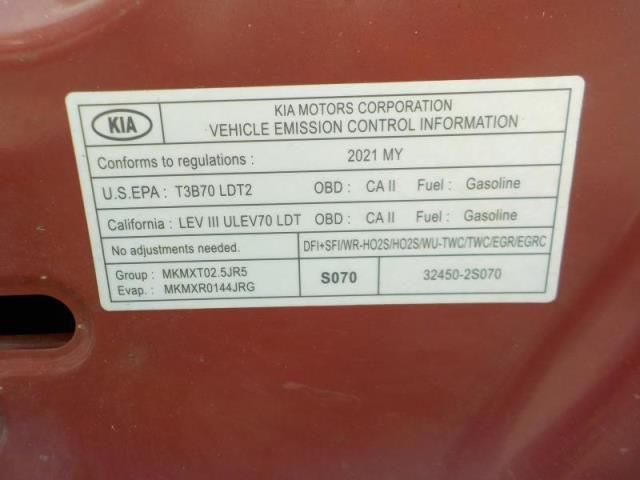 KIA
KIA MOTORS CORPORATION
VEHICLE EMISSION CONTROL INFORMATION
Conforms to regulations : 2021 MY
U.S.EPA : T3B70 LDT2 OBD : CA II Fuel : Gasoline
California : LEV III ULEV70 LDT OBD : CA II Fuel : Gasoline
No adjustments needed. DFI+SFI/WR-HO2S/HO2S/WU-TWC/TWC/EGR/EGRC
Group : MKMXT02.5JR5
Evap. : MKMXR0144JRG
S070
32450-2S070